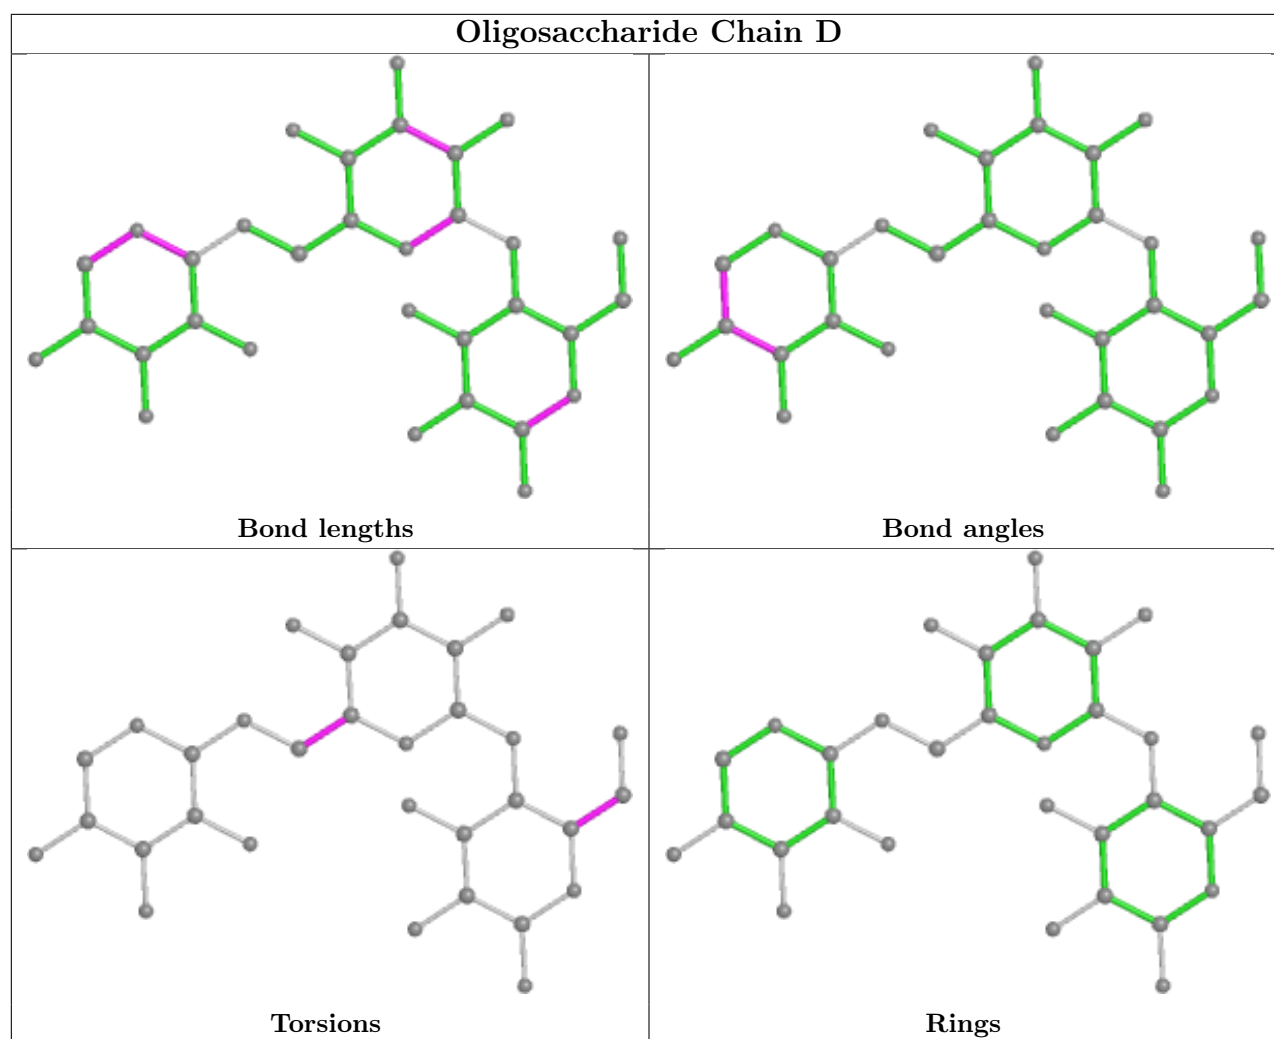 Oligosaccharide Chain D
Bond lengths
Bond angles
Torsions
Rings